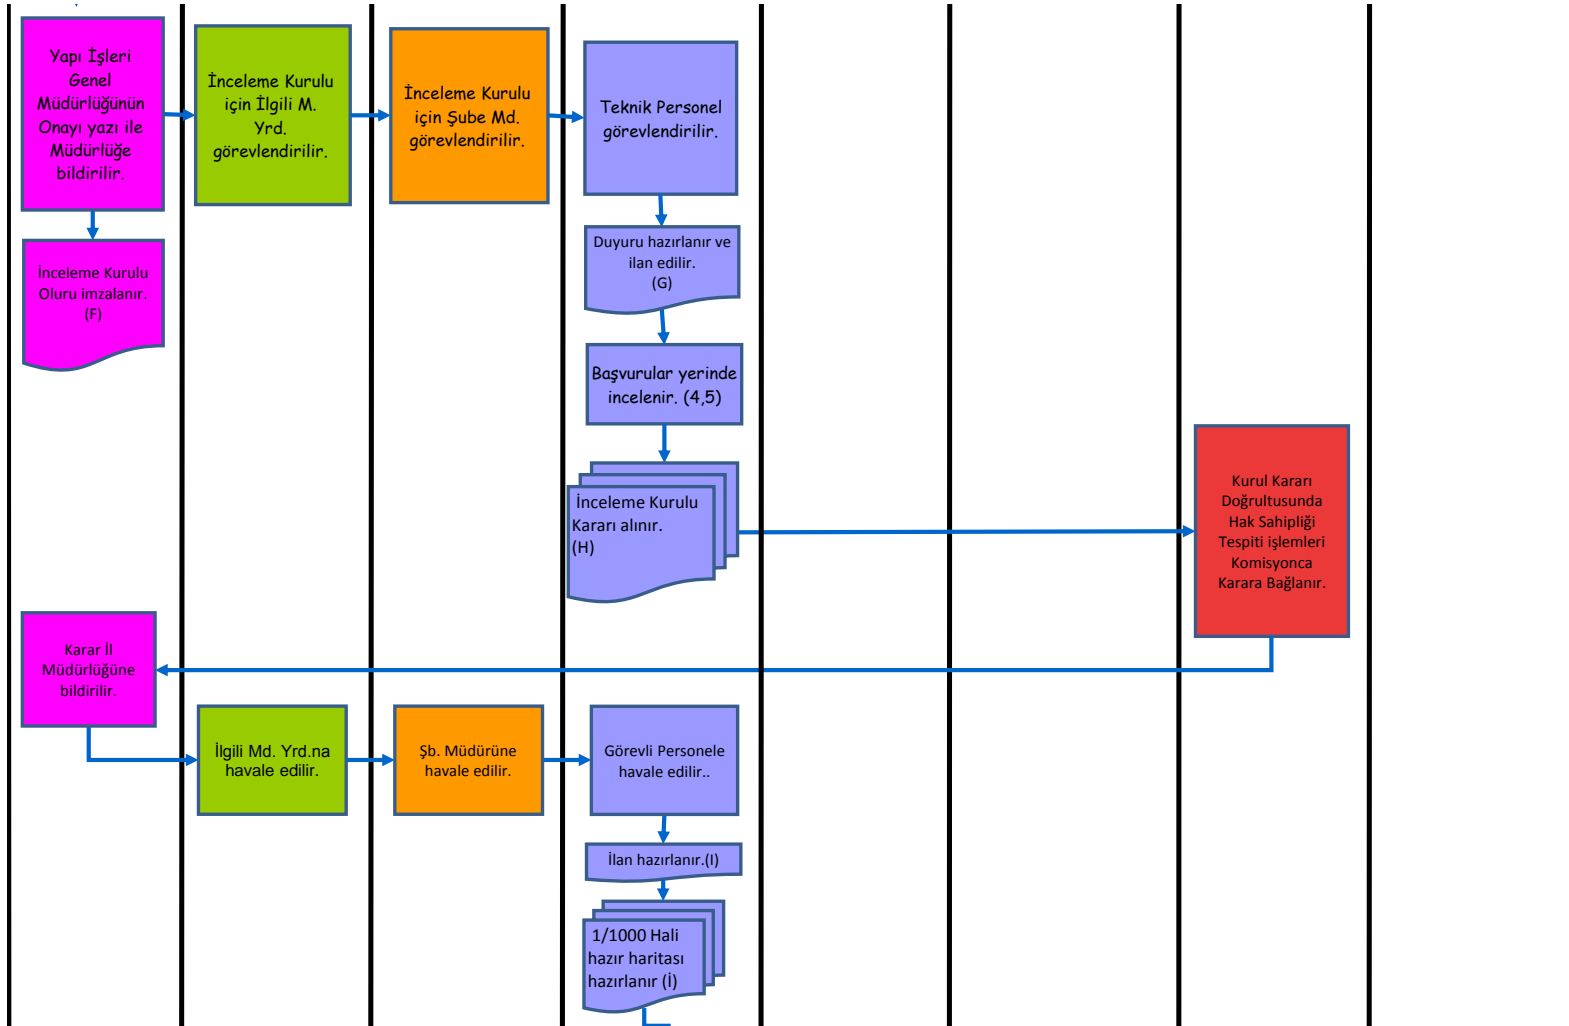 Yapı İşleri
Genel
Müdürlüğünün
Onayı yazı ile
Müdürlüğe
bildirilir.
İnceleme Kurulu
için İlgili M.
Yrd.
görevlendirilir.
İnceleme Kurulu
için Şube Md.
görevlendirilir.
Teknik Personel
görevlendirilir.
İnceleme Kurulu
Oluru imzalanır.
(F)
Duyuru hazırlanır ve
ilan edilir.
(G)
Başvurular yerinde
incelenir. (4,5)
İnceleme Kurulu
Kararı alınır.
(H)
Kurul Kararı
Doğrultusunda
Hak Sahipliği
Tespiti işlemleri
Komisyonca
Karara Bağlanır.
Karar İl
Müdürlüğüne
bildirilir.
İlgili Md. Yrd.na
havale edilir.
Şb. Müdürüne
havale edilir.
Görevli Personele
havale edilir..
İlan hazırlanır.(I)
1/1000 Hali
hazır haritası
hazırlanır (İ)